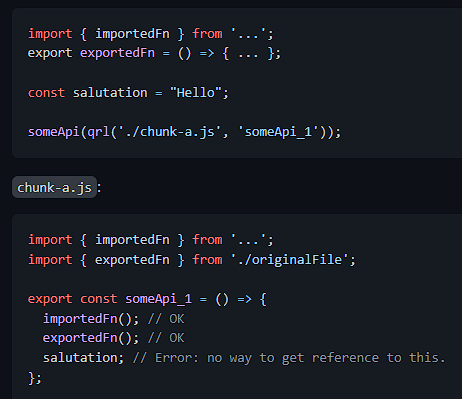 import { importedFn } from '...';
export exportedFn = () => { ... };
const salutation = "Hello";
someApi(qrl('./chunk-a.js', 'someApi_1'));
chunk-a.js:
import { importedFn } from '...';
import { exportedFn } from './originalFile';
export const someApi_1 = () => {
  importedFn(); // OK
  exportedFn(); // OK
  salutation; // Error: no way to get reference to this.
};